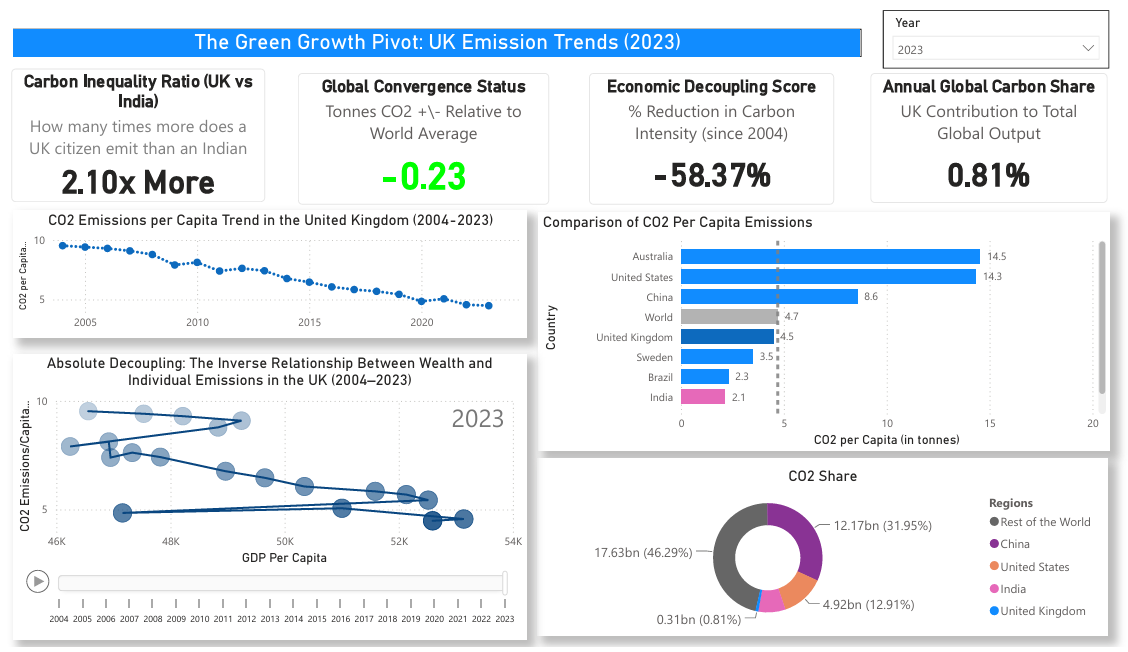 The Green Growth Pivot: UK Emission Trends (2023)
Year
2023
Carbon Inequality Ratio (UK vs
India)
How many times more does a
UK citizen emit than an Indian
2.10x More
Global Convergence Status
Tonnes CO2 +\- Relative to
World Average
-0.23
Economic Decoupling Score
% Reduction in Carbon
Intensity (since 2004)
-58.37%
Annual Global Carbon Share
UK Contribution to Total
Global Output
0.81%
CO2 Emissions per Capita Trend in the United Kingdom (2004-2023)
CO2 per Capita...
10
5
2005
2010
2015
2020
Absolute Decoupling: The Inverse Relationship Between Wealth and
Individual Emissions in the UK (2004–2023)
2023
CO2 Emissions/Capita...
10
5
46K
48K
50K
52K
54K
GDP Per Capita
2004 2005 2006 2007 2008 2009 2010 2011 2012 2013 2014 2015 2016 2017 2018 2019 2020 2021 2022 2023
Comparison of CO2 Per Capita Emissions
Country
Australia 14.5
United States 14.3
China 8.6
World 4.7
United Kingdom 4.5
Sweden 3.5
Brazil 2.3
India 2.1
0
5
10
15
20
CO2 per Capita (in tonnes)
CO2 Share
12.17bn (31.95%)
17.63bn (46.29%)
4.92bn (12.91%)
0.31bn (0.81%)
Regions
Rest of the World
China
United States
India
United Kingdom